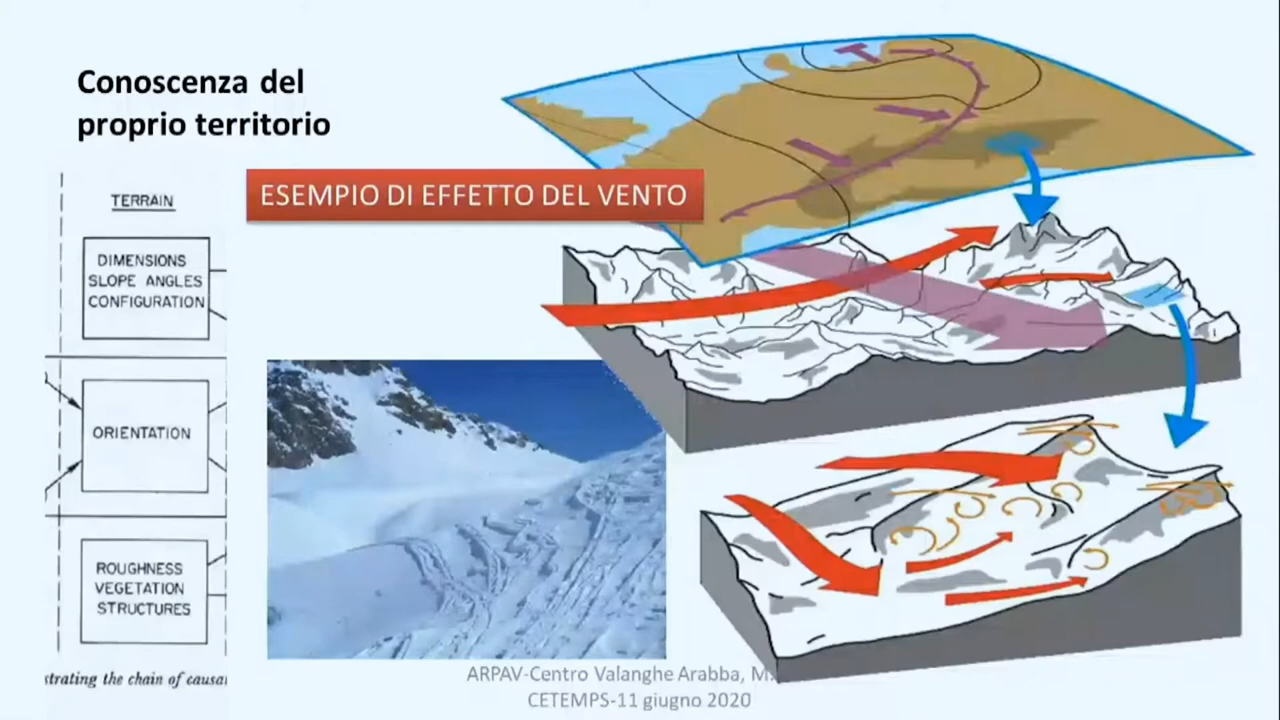 Conoscenza del
proprio territorio
ESEMPIO DI EFFETTO DEL VENTO
TERRAIN
DIMENSIONS
SLOPE ANGLES
CONFIGURATION
ORIENTATION
ROUGHNESS
VEGETATION
STRUCTURES
strating the chain of causa
T
ARPAV-Centro Valanghe Arabba, M.
CETEMPS-11 giugno 2020